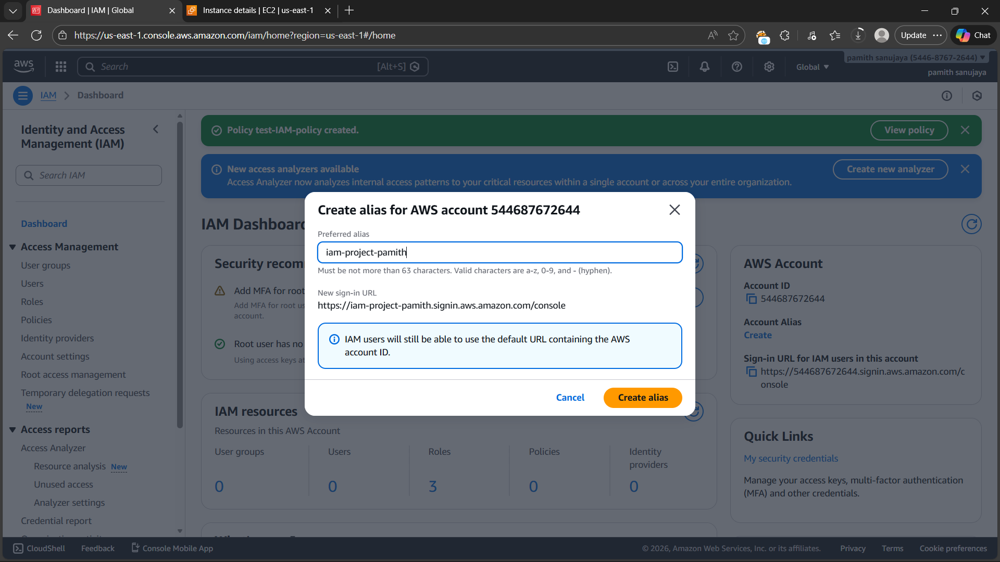 Dashboard | IAM | Global
Instance details | EC2 | us-east-1
https://us-east-1.console.aws.amazon.com/iam/home?region=us-east-1#/home
Update
Chat
aws
Search
[Alt+S]
Global
pamith sanujaya (5446-8767-2644)
pamith sanujaya
IAM
Dashboard
Identity and Access
Management (IAM)
Search IAM
Dashboard
Access Management
User groups
Users
Roles
Policies
Identity providers
Account settings
Root access management
Temporary delegation requests
New
Access reports
Access Analyzer
Resource analysis New
Unused access
Analyzer settings
Credential report
Policy test-IAM-policy created.
View policy
New access analyzers available
Access Analyzer now analyzes internal access patterns to your critical resources within a single account or across your entire organization.
Create new analyzer
IAM Dashboard
Security
Add MFA for root
Add MFA for root
account.
Root user has no
Using access keys
Create alias for AWS account 544687672644
Preferred alias
iam-project-pamith
Must be not more than 63 characters. Valid characters are a-z, 0-9, and - (hyphen).
New sign-in URL
https://iam-project-pamith.signin.aws.amazon.com/console
IAM users will still be able to use the default URL containing the AWS
account ID.
Cancel
Create alias
IAM resources
Resources in this AWS Account
User groups
Users
Roles
Policies
Identity
providers
0
0
3
0
0
AWS Account
Account ID
544687672644
Account Alias
Create
Sign-in URL for IAM users in this account
https://544687672644.signin.aws.amazon.com/c
onsole
Quick Links
My security credentials
Manage your access keys, multi-factor authentication
(MFA) and other credentials.
CloudShell
Feedback
Console Mobile App
© 2026, Amazon Web Services, Inc. or its affiliates.
Privacy
Terms
Cookie preferences